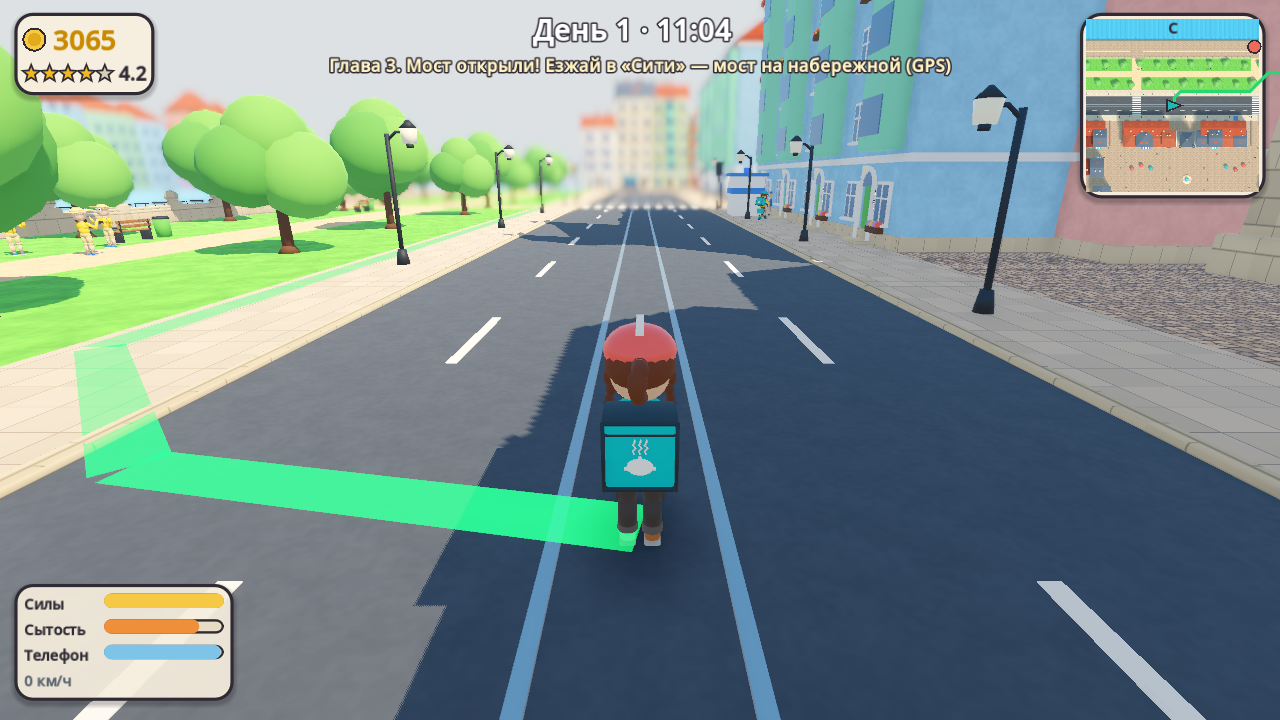 3065
4.2
День 1 · 11:04
Глава 3. Мост открыли! Езжай в «Сити» — мост на набережной (GPS)
С
Силы
Сытость
Телефон
0 км/ч